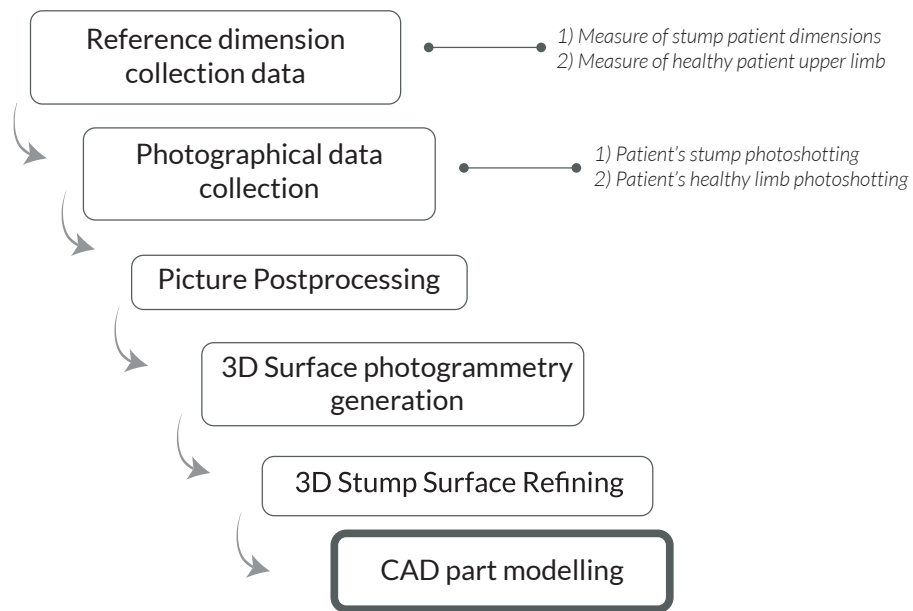 Reference dimension
collection data
1) Measure of stump patient dimensions
2) Measure of healthy patient upper limb
Photographical data
collection
1) Patient's stump photoshotting
2) Patient's healthy limb photoshotting
Picture Postprocessing
3D Surface photogrammetry
generation
3D Stump Surface Refining
CAD part modelling